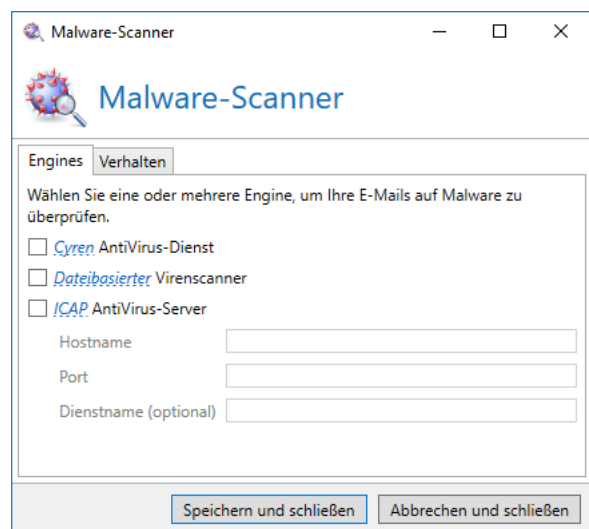 Malware-Scanner
Malware-Scanner
Engines Verhalten
Wählen Sie eine oder mehrere Engine, um Ihre E-Mails auf Malware zu
überprüfen.
Cyren AntiVirus-Dienst
Dateibasierter Virenscanner
ICAP AntiVirus-Server
Hostname
Port
Dienstname (optional)
Speichern und schließen Abbrechen und schließen